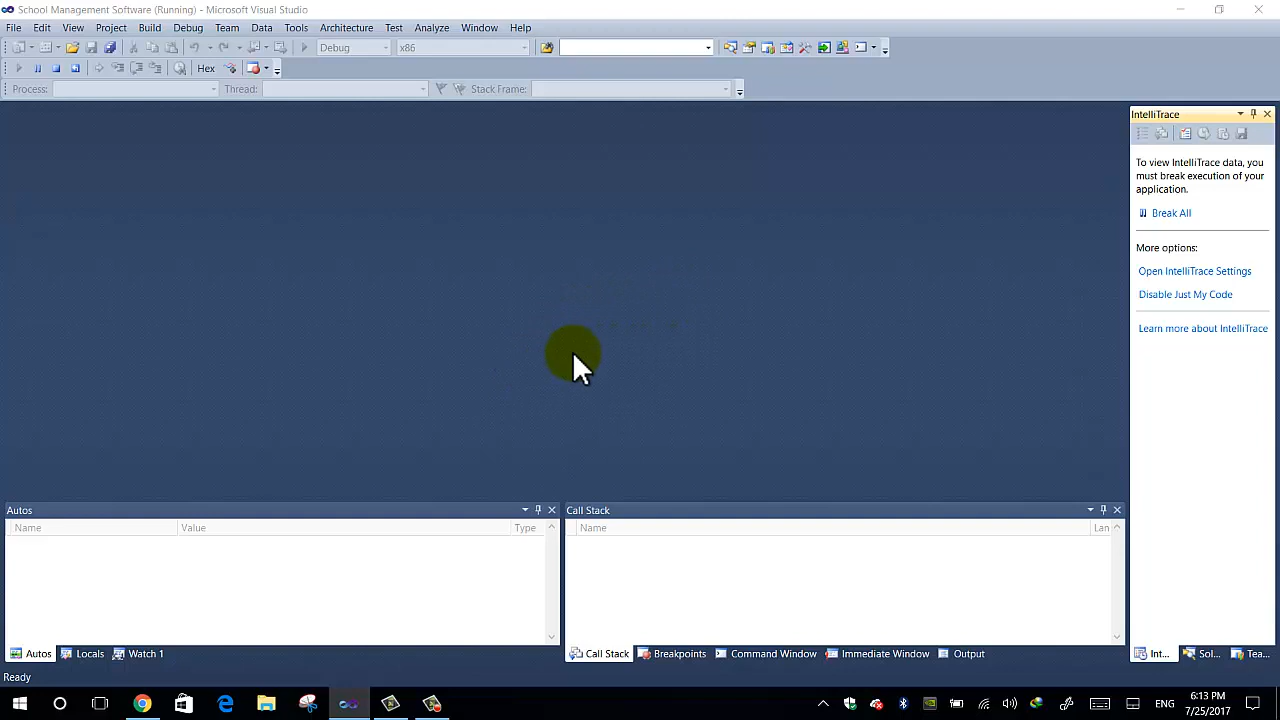 School Management Software (Running) - Microsoft Visual Studio
File Edit View Project Build Debug Team Data Tools Architecture Test Analyze Window Help
Debug x86
Hex
Process: Thread: Stack Frame:
IntelliTrace
To view IntelliTrace data, you
must break execution of your
application.
Break All
More options:
Open IntelliTrace Settings
Disable Just My Code
Learn more about IntelliTrace
Autos
Name Value Type
Call Stack
Name Lan
Autos Locals Watch 1
Call Stack Breakpoints Command Window Immediate Window Output
Int... Sol... Tea...
Ready
ENG
6:13 PM
7/25/2017